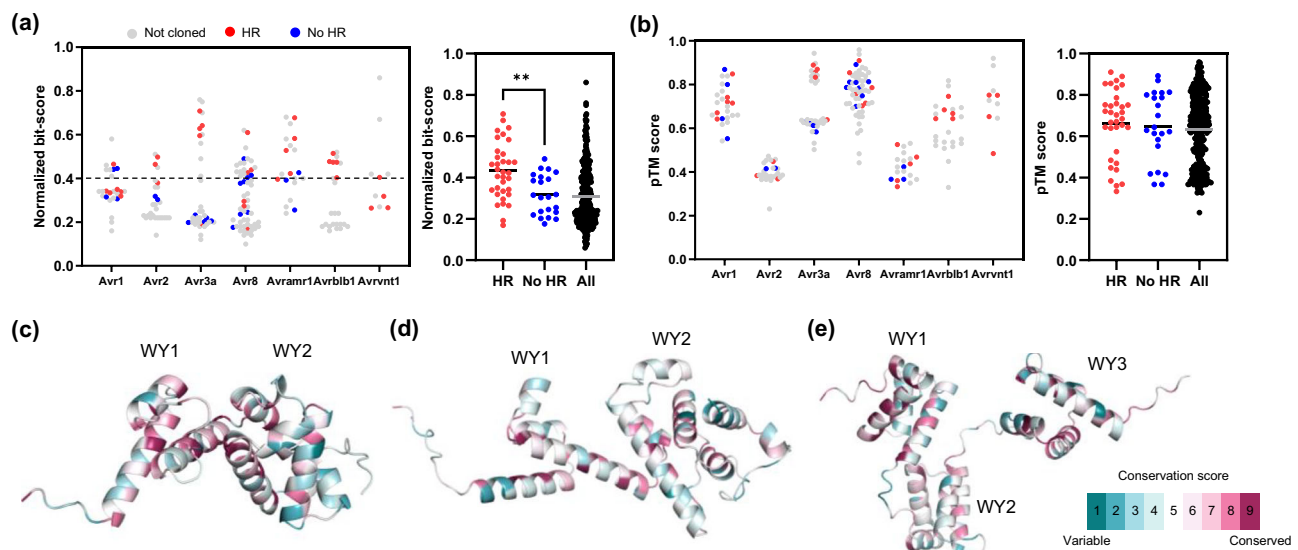 (a)
Not cloned HR No HR
Normalized bit-score
1.0
0.8
0.6
0.4
0.2
0.0
Avr1 Avr2 Avr3a Avr8 Avramr1 Avrblb1 Avrvnt1
Normalized bit-score
1.0
0.8
0.6
0.4
0.2
0.0
**
HR No HR All
(b)
pTM score
1.0
0.8
0.6
0.4
0.2
0.0
Avr1 Avr2 Avr3a Avr8 Avramr1 Avrblb1 Avrvnt1
pTM score
1.0
0.8
0.6
0.4
0.2
0.0
HR No HR All
(c)
WY1 WY2
(d)
WY1 WY2
(e)
WY1 WY3
WY2
Conservation score
1 2 3 4 5 6 7 8 9
Variable Conserved